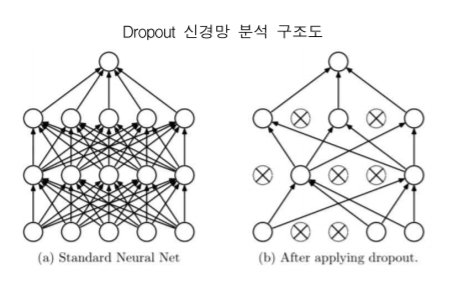 Dropout 신경망 분석 구조도
(a) Standard Neural Net
(b) After applying dropout.